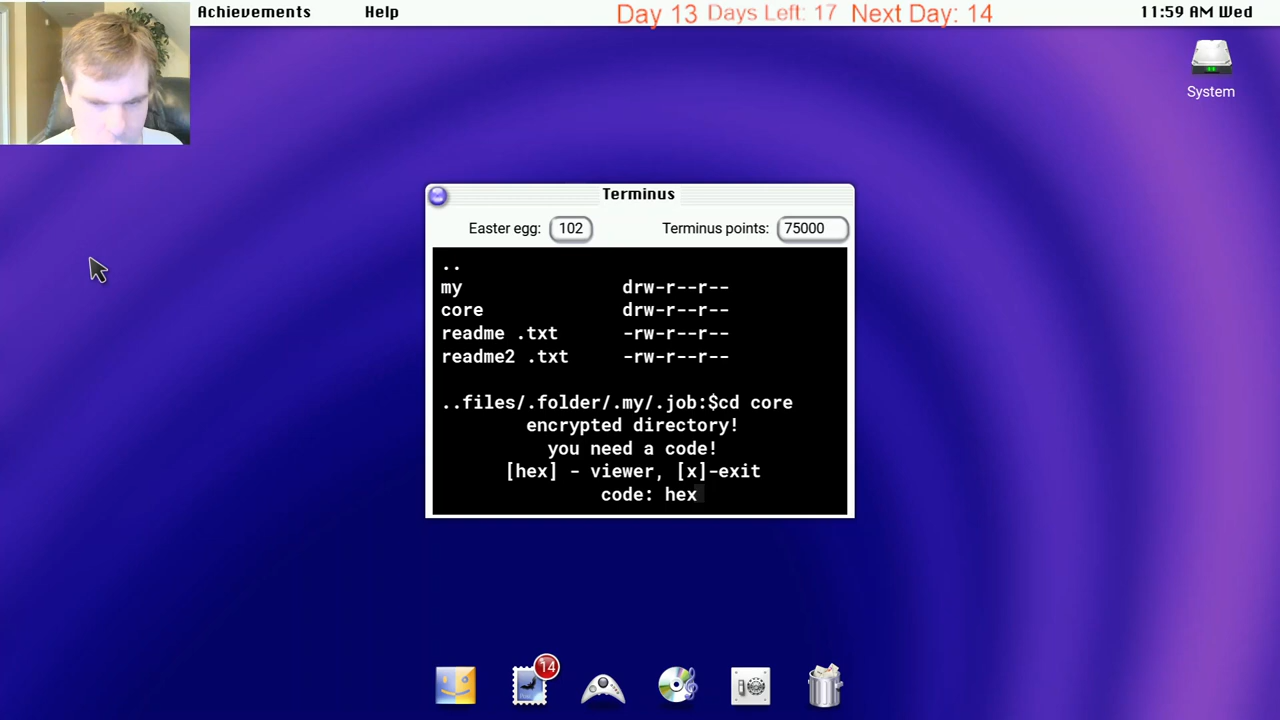 Achievements Help Day 13 Days Left: 17 Next Day: 14 11:59 AM Wed
System
Terminus
Easter egg: 102 Terminus points: 75000
..
my drw-r--r--
core drw-r--r--
readme .txt -rw-r--r--
readme2 .txt -rw-r--r--
..files/.folder/.my/.job:$cd core
encrypted directory!
you need a code!
[hex] - viewer, [x]-exit
code: hex
14